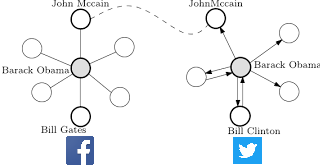 John Mccain
JohnMccain
Barack Obama
Barack Obama
Bill Gates
Bill Clinton
f